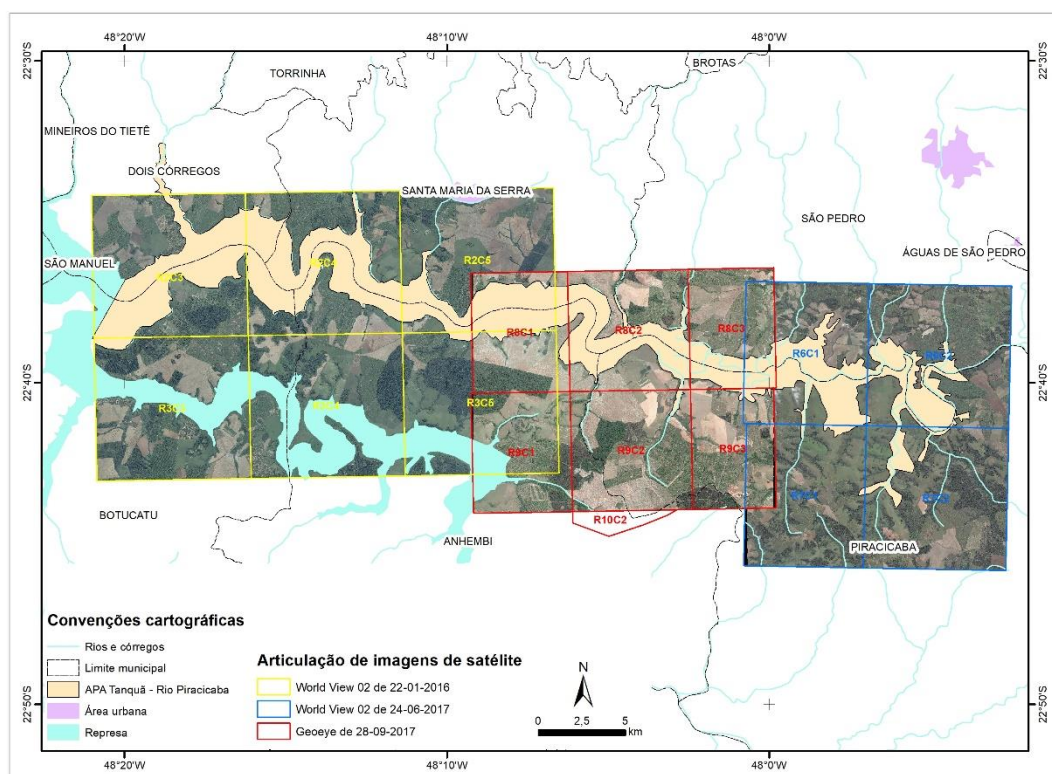 48°20'W
48°10'W
48°0'W
22°30'S
22°30'S
TORRINHA
BROTAS
MINEIROS DO TIETÊ
DOIS CÓRREGOS
SANTA MARIA DA SERRA
SÃO PEDRO
ÁGUAS DE SÃO PEDRO
SÃO MANUEL
R2C5
R8C1
R8C2
R8C3
R6C1
22°40'S
22°40'S
R3C5
R9C1
R9C2
R9C3
R10C2
BOTUCATU
ANHEMBI
PIRACICABA
Convenções cartográficas
Rios e córregos
Limite municipal
APA Tanquã - Rio Piracicaba
Área urbana
Represa
Articulação de imagens de satélite
World View 02 de 22-01-2016
World View 02 de 24-06-2017
Geoeye de 28-09-2017
N
0 2,5 5
km
22°50'S
22°50'S
48°20'W
48°10'W
48°0'W